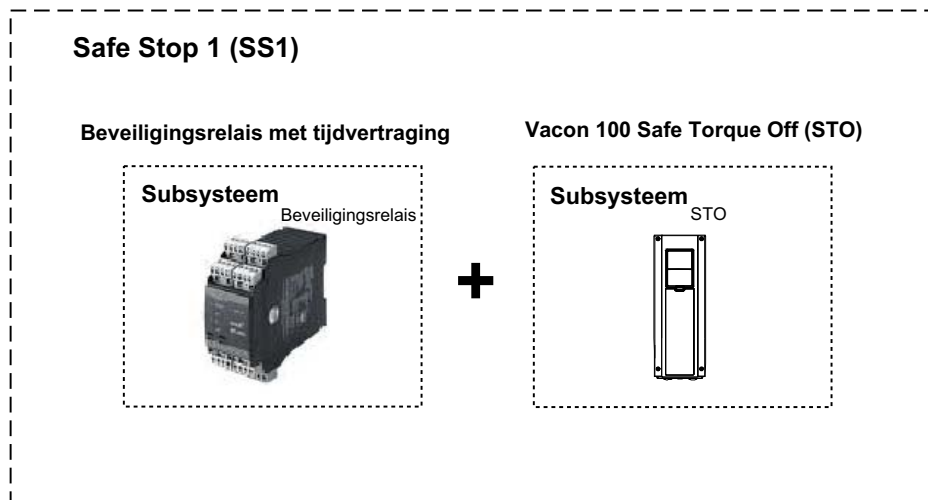 Safe Stop 1 (SS1)
Beveiligingsrelais met tijdvertraging
Vacon 100 Safe Torque Off (STO)
Subsysteem
Beveiligingsrelais
Subsysteem
STO
+